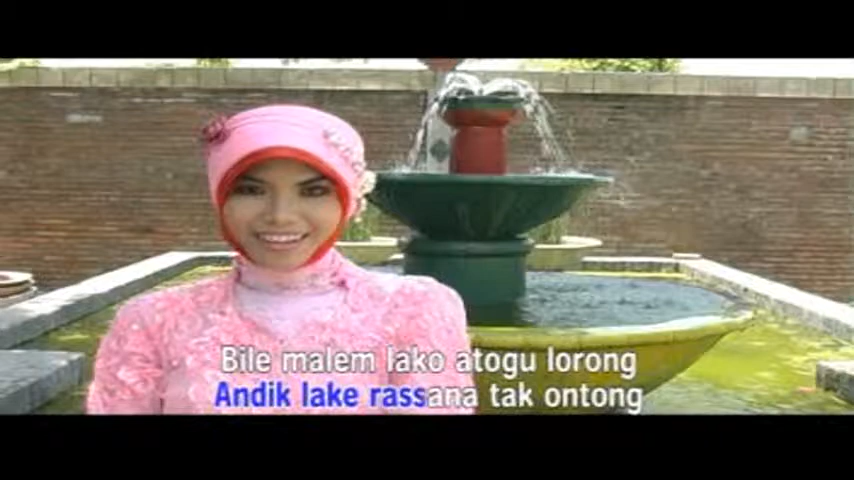 Bile malem lako atogu lorong
Andik lake rassana tak ontong